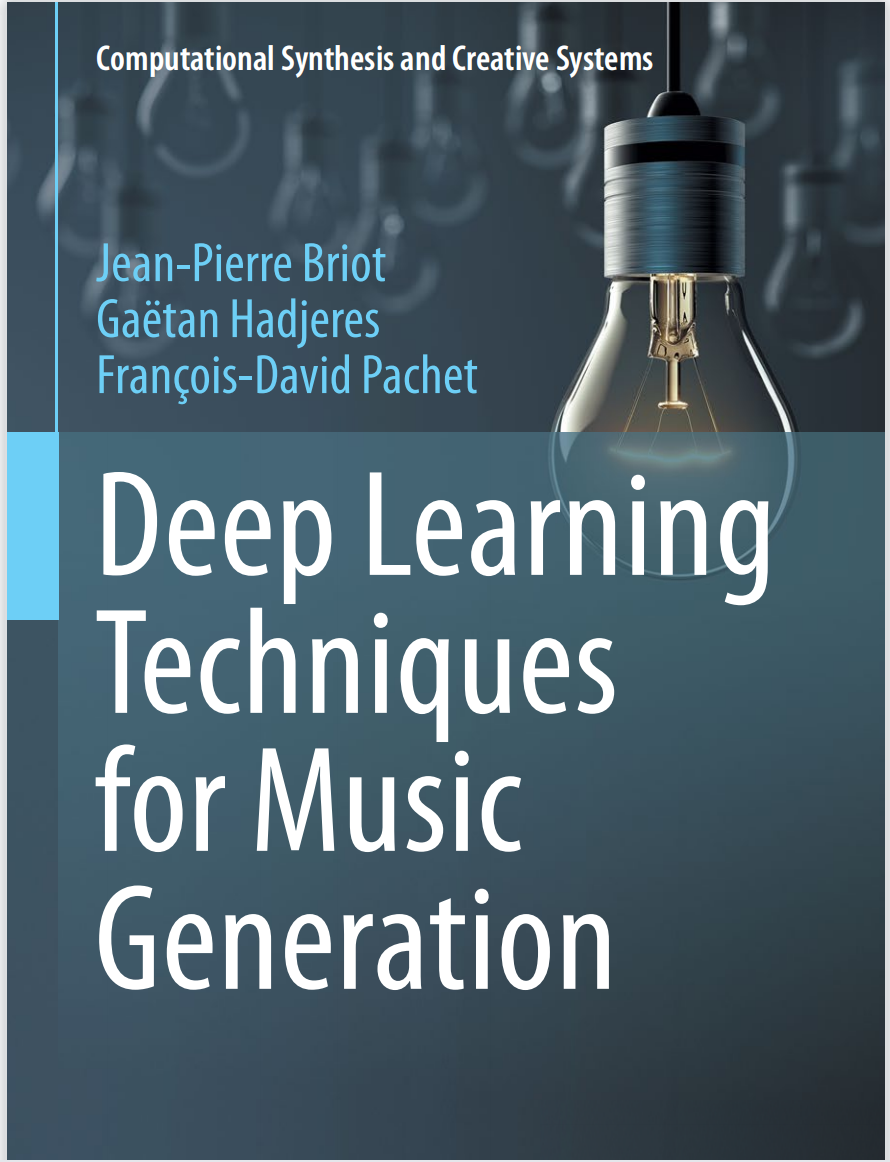 Computational Synthesis and Creative Systems
Jean-Pierre Briot
Gaëtan Hadjeres
François-David Pachet
Deep Learning
Techniques
for Music
Generation